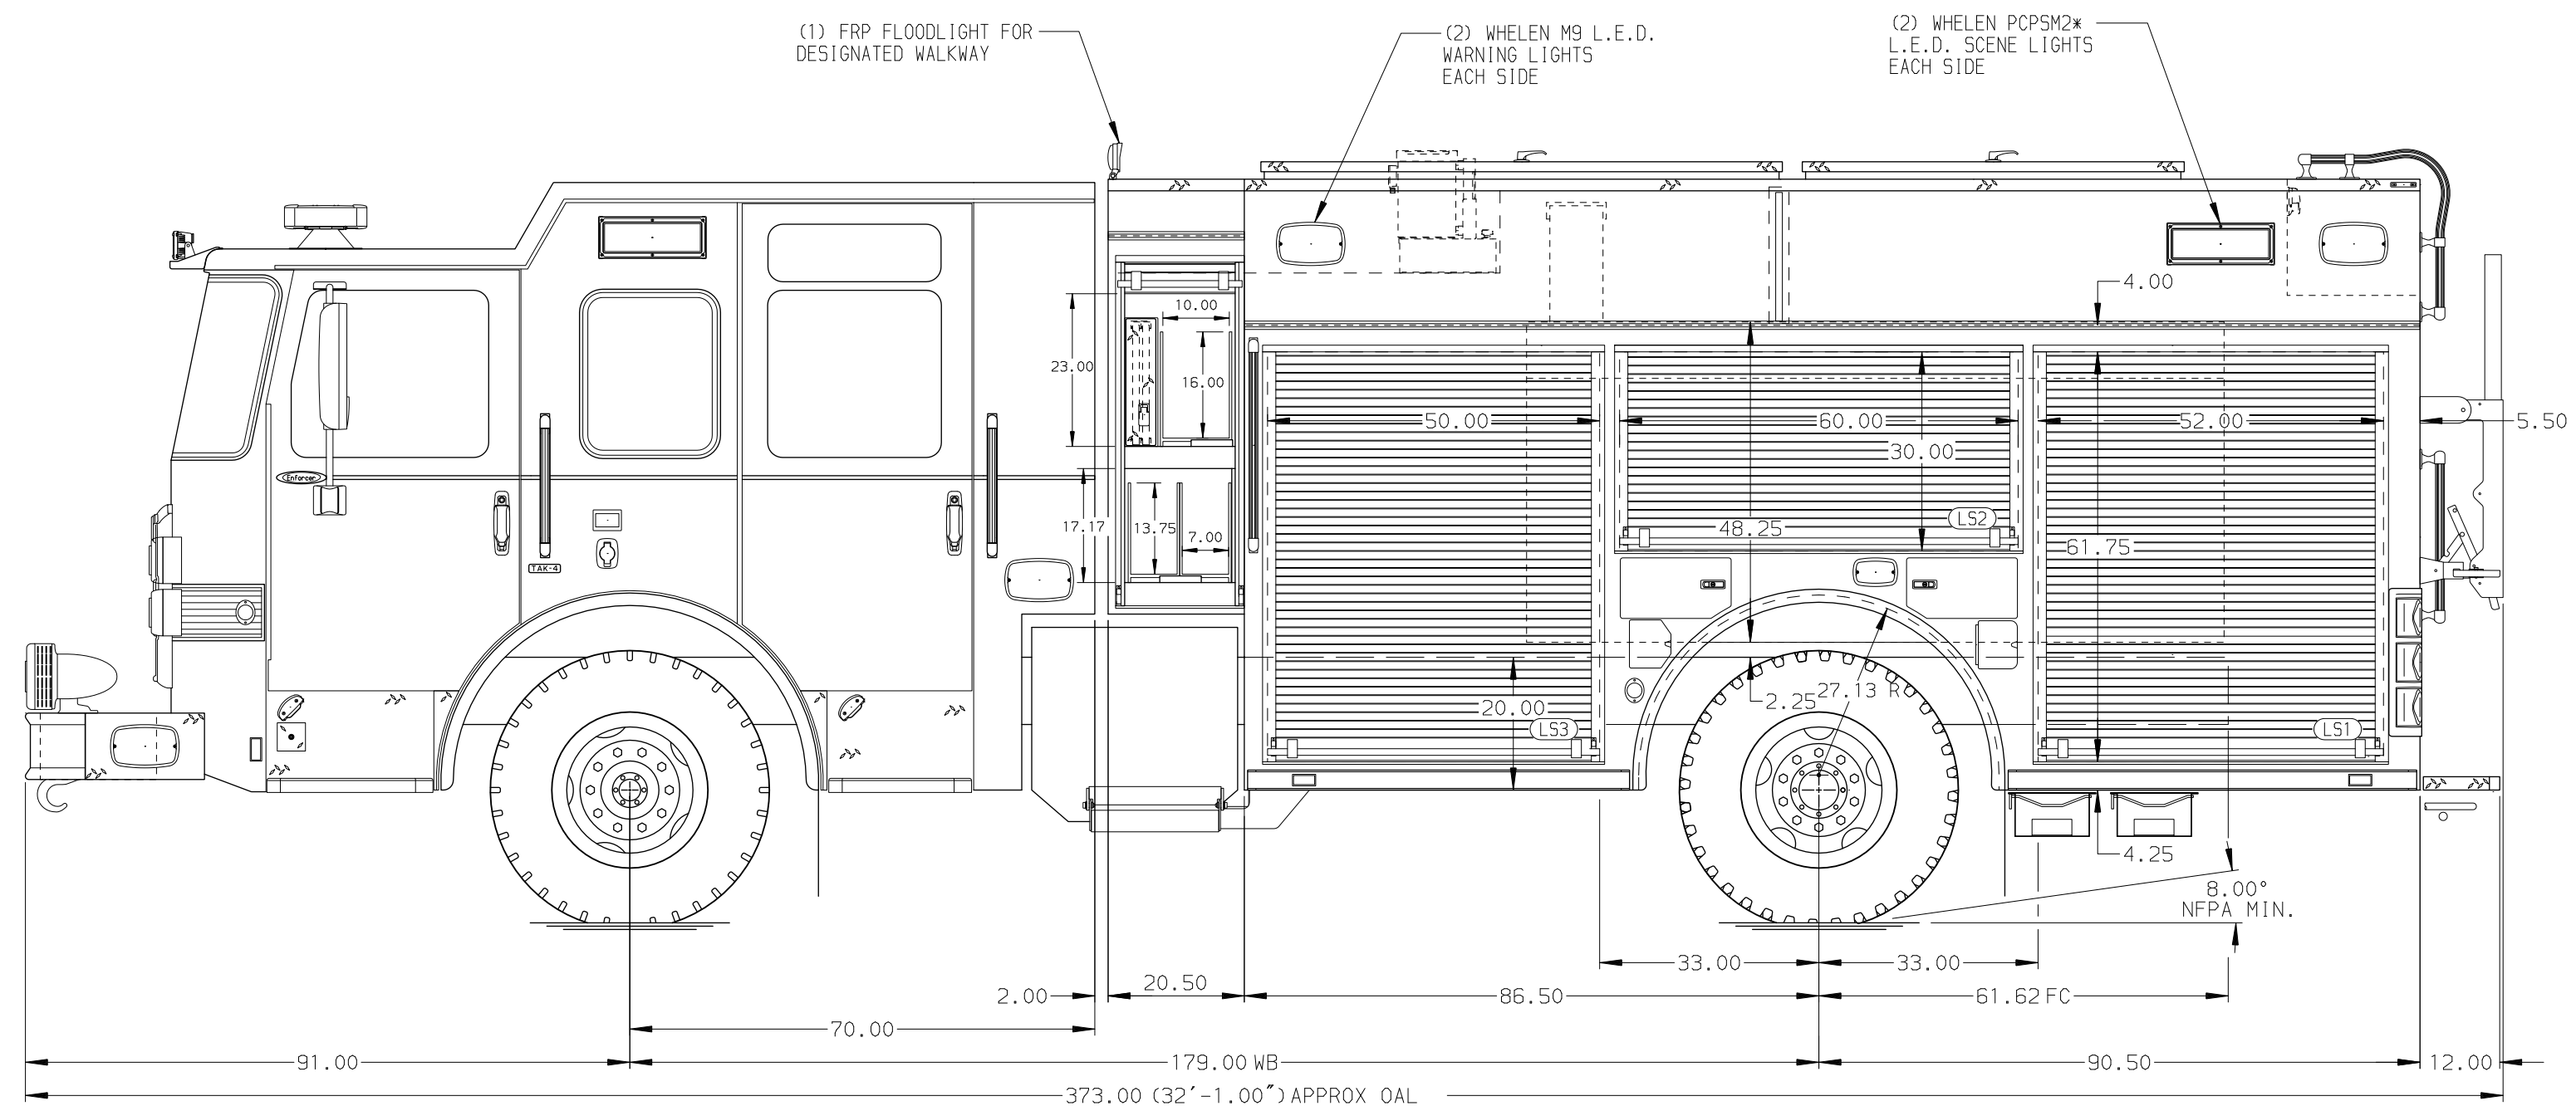 (1) FRP FLOODLIGHT FOR
DESIGNATED WALKWAY
(2) WHELEN M9 L.E.D.
WARNING LIGHTS
EACH SIDE
(2) WHELEN PCPSM2*
L.E.D. SCENE LIGHTS
EACH SIDE
4.00
10.00
23.00
16.00
50.00
60.00
52.00
5.50
30.00
Enforcer
LS2
17.17
13.75
48.25
7.00
61.75
TAK-4
2.25
27.13 R
20.00
LS3
LS1
4.25
8.00°
NFPA MIN.
33.00
33.00
2.00
20.50
86.50
61.62 FC
70.00
91.00
179.00 WB
90.50
12.00
373.00 (32'-1.00") APPROX OAL